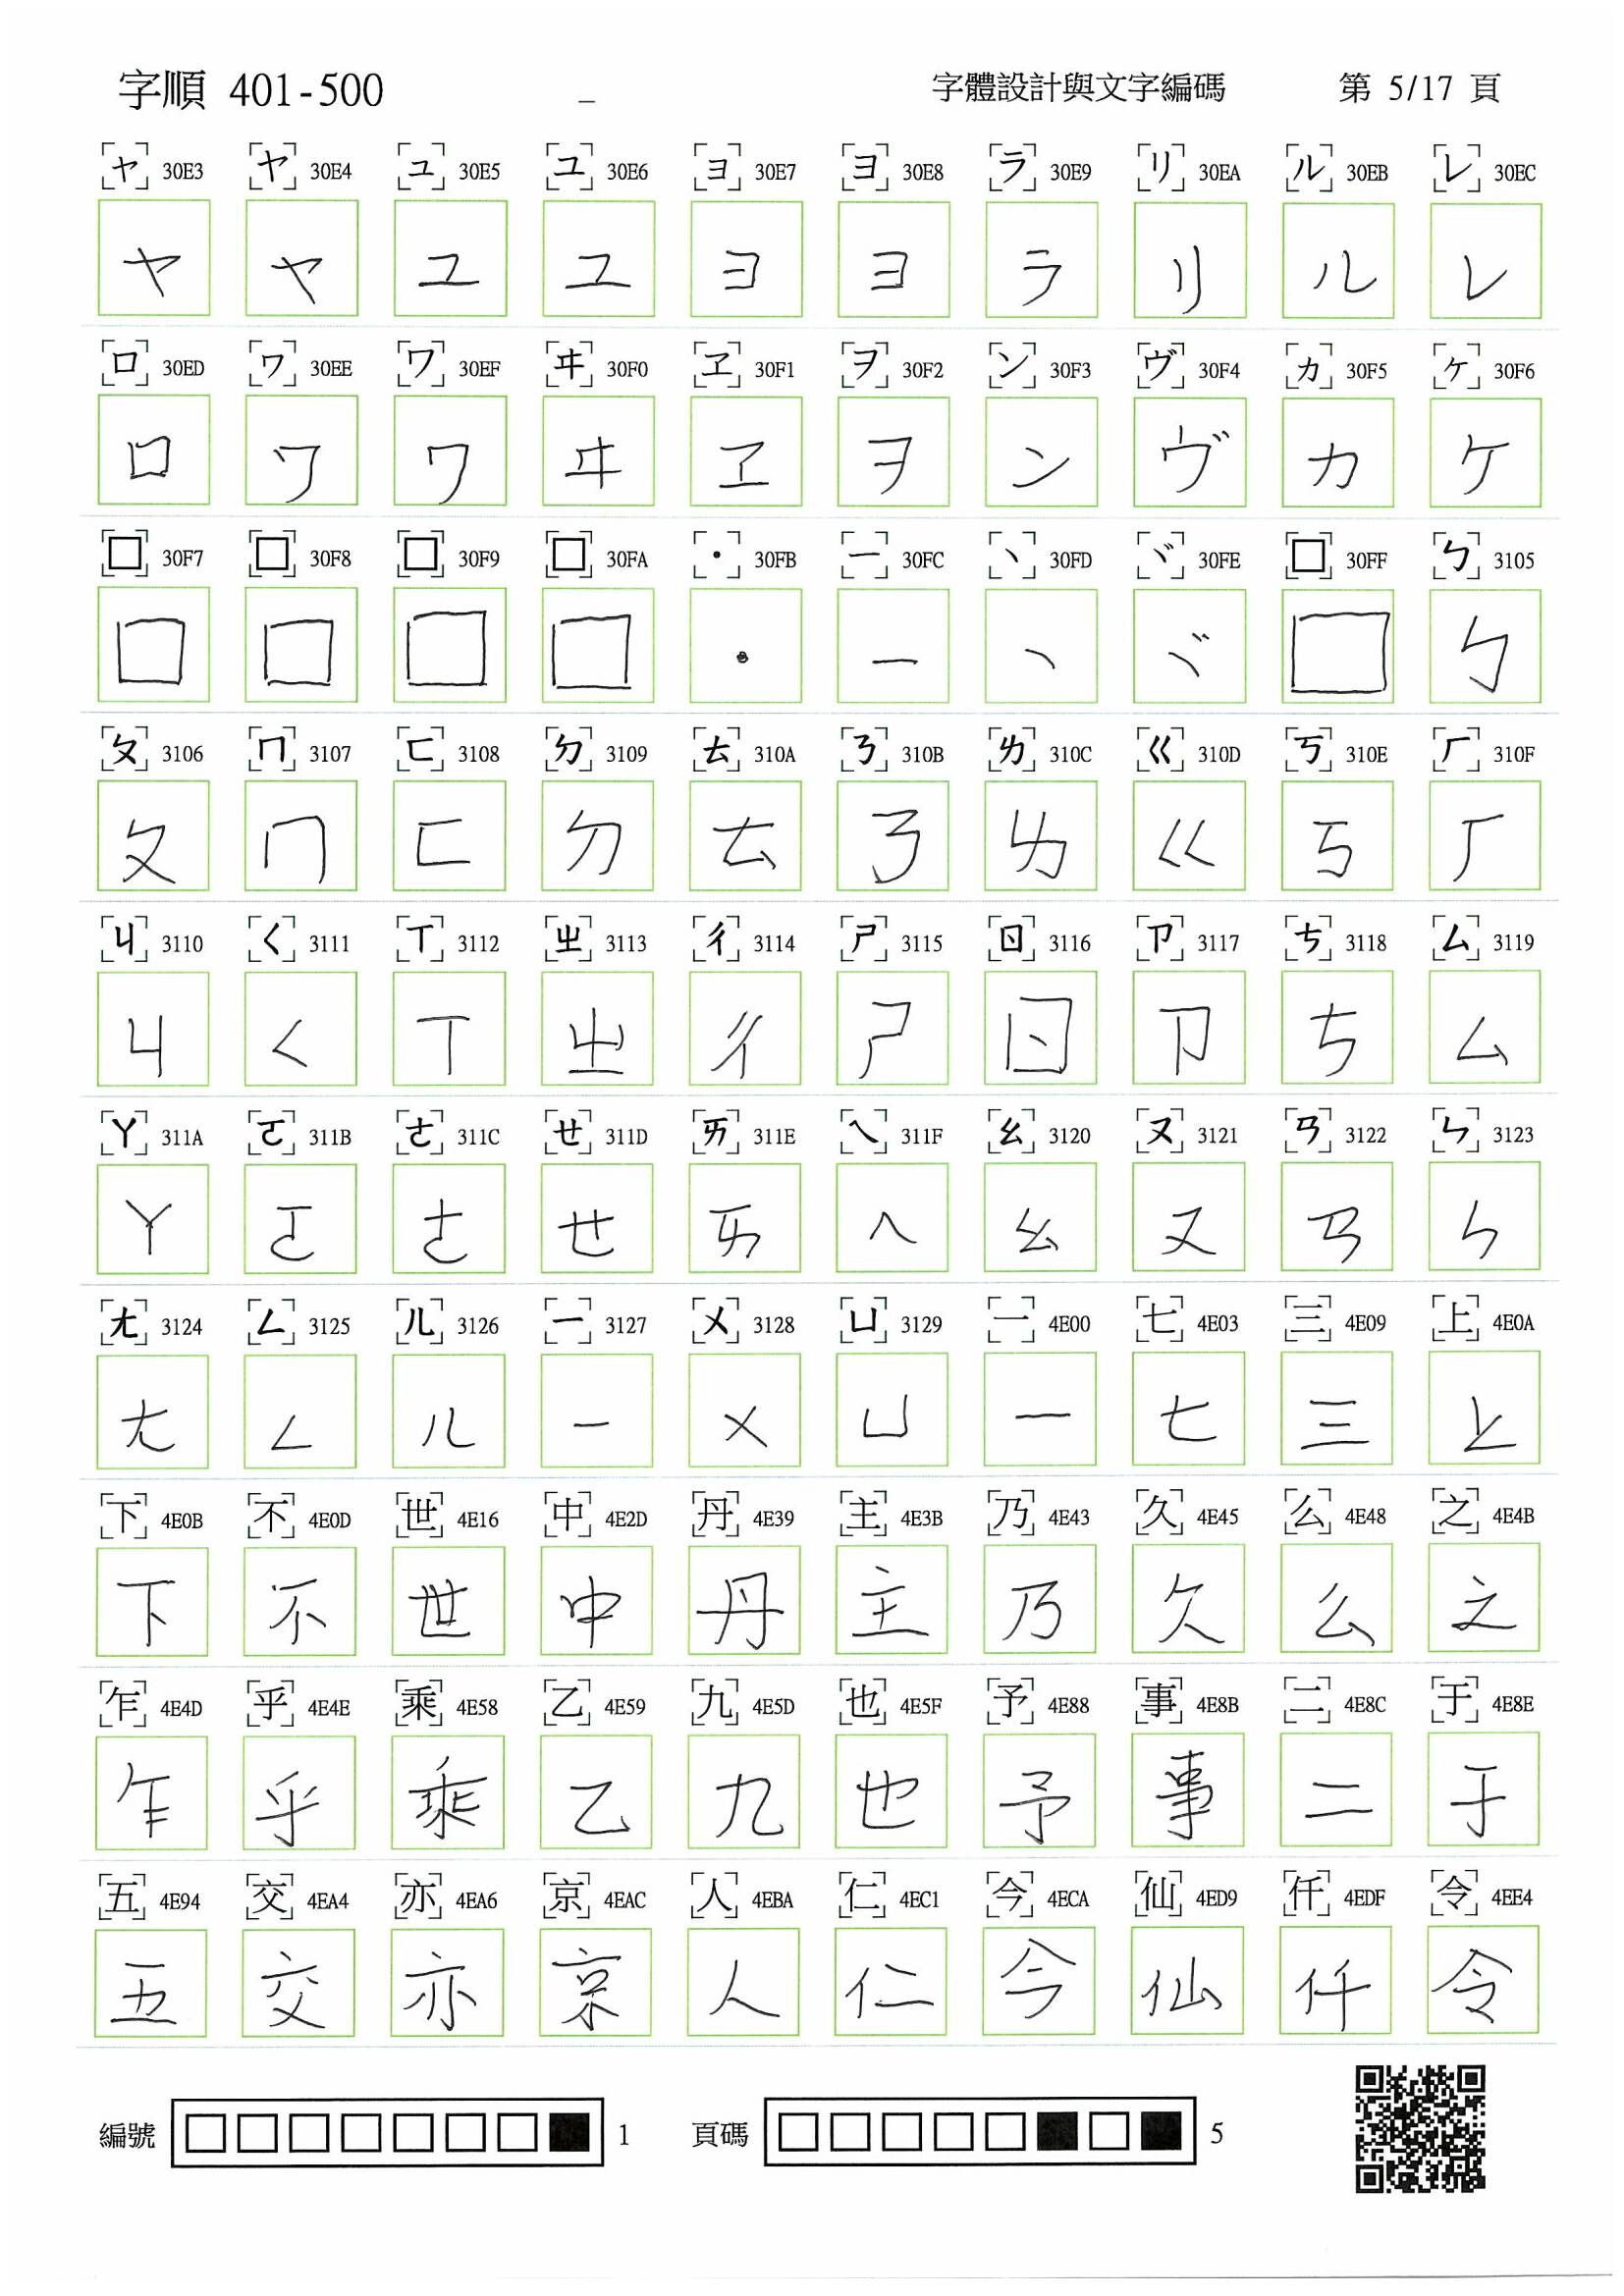 字順 401-500 _ 字體設計與文字編碼 第 5/17 頁
ャ 30E3 ヤ 30E4 ュ 30E5 ユ 30E6 ョ 30E7 ヨ 30E8 ラ 30E9 リ 30EA ル 30EB レ 30EC
ヤ ヤ ユ ユ ヨ ヨ ラ リ ル レ
ロ 30ED ヮ 30EE ワ 30EF ヰ 30F0 ヱ 30F1 ヲ 30F2 ン 30F3 ヴ 30F4 ヵ 30F5 ヶ 30F6
ロ ワ ワ ヰ ヱ ヲ ン ヴ カ ケ
□ 30F7 □ 30F8 □ 30F9 □ 30FA ・ 30FB ー 30FC ヽ 30FD ヾ 30FE □ 30FF ㄅ 3105
□ □ □ □ ・ ー ヽ ヾ □ ㄅ
ㄆ 3106 ㄇ 3107 ㄈ 3108 ㄉ 3109 ㄊ 310A ㄋ 310B ㄌ 310C ㄍ 310D ㄎ 310E ㄏ 310F
ㄆ ㄇ ㄈ ㄉ ㄊ ㄋ ㄌ ㄍ ㄎ ㄏ
ㄐ 3110 ㄑ 3111 ㄒ 3112 ㄓ 3113 ㄔ 3114 ㄕ 3115 ㄖ 3116 ㄗ 3117 ㄘ 3118 ㄙ 3119
ㄐ ㄑ ㄒ ㄓ ㄔ ㄕ ㄖ ㄗ ㄘ ㄙ
ㄚ 311A ㄛ 311B ㄜ 311C ㄝ 311D ㄞ 311E ㄟ 311F ㄠ 3120 ㄡ 3121 ㄢ 3122 ㄣ 3123
ㄚ ㄛ ㄜ ㄝ ㄞ ㄟ ㄠ ㄡ ㄢ ㄣ
ㄤ 3124 ㄥ 3125 ㄦ 3126 ㄧ 3127 ㄨ 3128 ㄩ 3129 一 4E00 七 4E03 三 4E09 上 4E0A
ㄤ ㄥ ㄦ ㄧ ㄨ ㄩ 一 七 三 上
下 4E0B 不 4E0D 世 4E16 中 4E2D 丹 4E39 主 4E3B 乃 4E43 久 4E45 么 4E48 之 4E4B
下 不 世 中 丹 主 乃 久 么 之
乍 4E4D 乎 4E4E 乘 4E58 乙 4E59 九 4E5D 也 4E5F 予 4E88 事 4E8B 二 4E8C 于 4E8E
乍 乎 乘 乙 九 也 予 事 二 于
五 4E94 交 4EA4 亦 4EA6 京 4EAC 人 4EBA 仁 4EC1 今 4ECA 仙 4ED9 仟 4EDF 令 4EE4
五 交 亦 京 人 仁 今 仙 仟 令
編號 1 頁碼 5